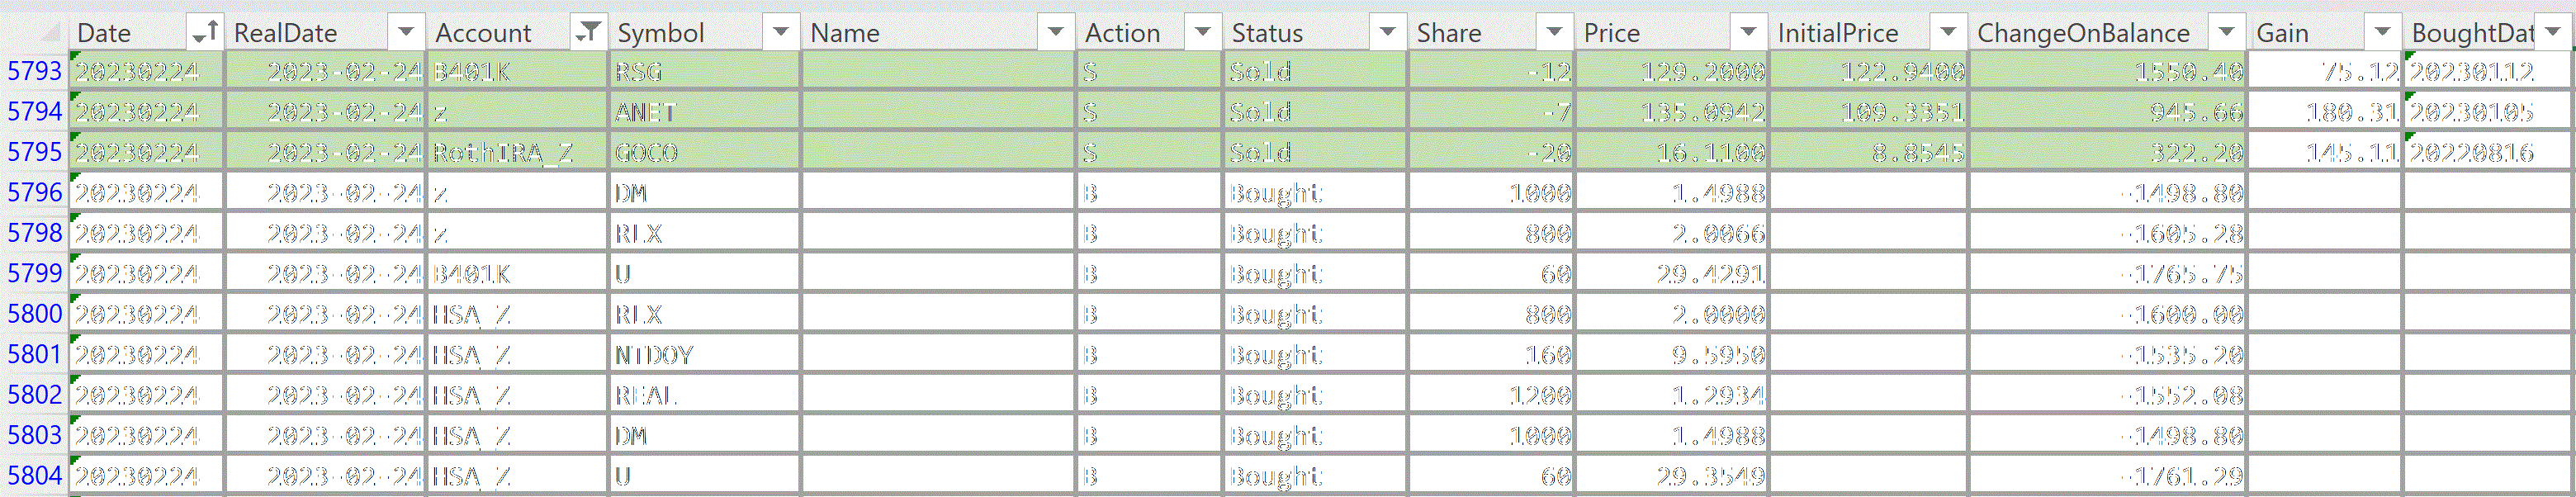 Date RealDate Account Symbol Name Action Status Share Price InitialPrice ChangeOnBalance Gain BoughtDat
5793 20230224 2023-02-24 B401K RSG S Sold -12 129.2000 122.9400 1550.40 75.12 20230112
5794 20230224 2023-02-24 z ANET S Sold -7 135.0942 109.3351 945.66 180.31 20230105
5795 20230224 2023-02-24 RothIRA_Z GOCO S Sold -20 16.1100 8.8545 322.20 145.11 20220816
5796 20230224 2023-02-24 z DM B Bought 1000 1.4988 -1498.80
5798 20230224 2023-02-24 z RLX B Bought 800 2.0066 -1605.28
5799 20230224 2023-02-24 B401K U B Bought 60 29.4291 -1765.75
5800 20230224 2023-02-24 HSA_Z RLX B Bought 800 2.0000 -1600.00
5801 20230224 2023-02-24 HSA_Z NTDOY B Bought 160 9.5950 -1535.20
5802 20230224 2023-02-24 HSA_Z REAL B Bought 1200 1.2934 -1552.08
5803 20230224 2023-02-24 HSA_Z DM B Bought 1000 1.4988 -1498.80
5804 20230224 2023-02-24 HSA_Z U B Bought 60 29.3549 -1761.29